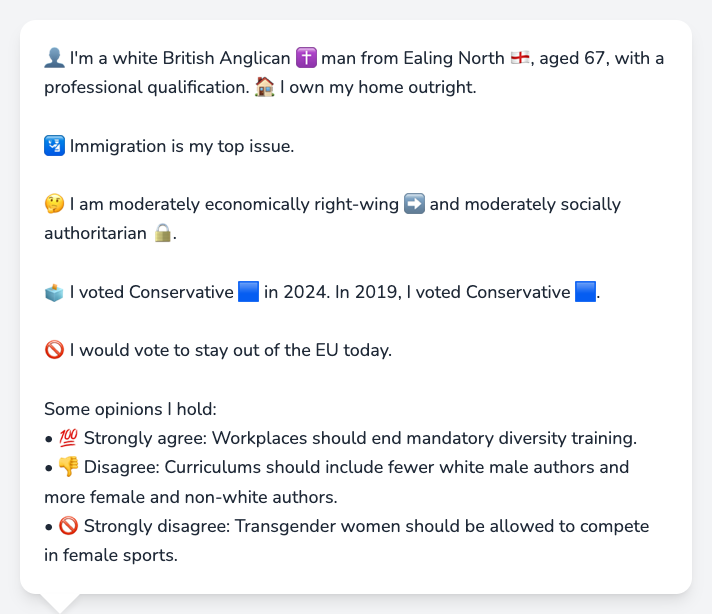 👤 I'm a white British Anglican ✝️ man from Ealing North 🏴󠁧󠁢󠁥󠁮󠁧󠁿, aged 67, with a
professional qualification. 🏠 I own my home outright.
🛂 Immigration is my top issue.
🤔 I am moderately economically right-wing ➡️ and moderately socially
authoritarian 🔒.
🗳️ I voted Conservative 🟦 in 2024. In 2019, I voted Conservative 🟦.
🚫 I would vote to stay out of the EU today.
Some opinions I hold:
• 💯 Strongly agree: Workplaces should end mandatory diversity training.
• 👎 Disagree: Curriculums should include fewer white male authors and
more female and non-white authors.
• 🚫 Strongly disagree: Transgender women should be allowed to compete
in female sports.